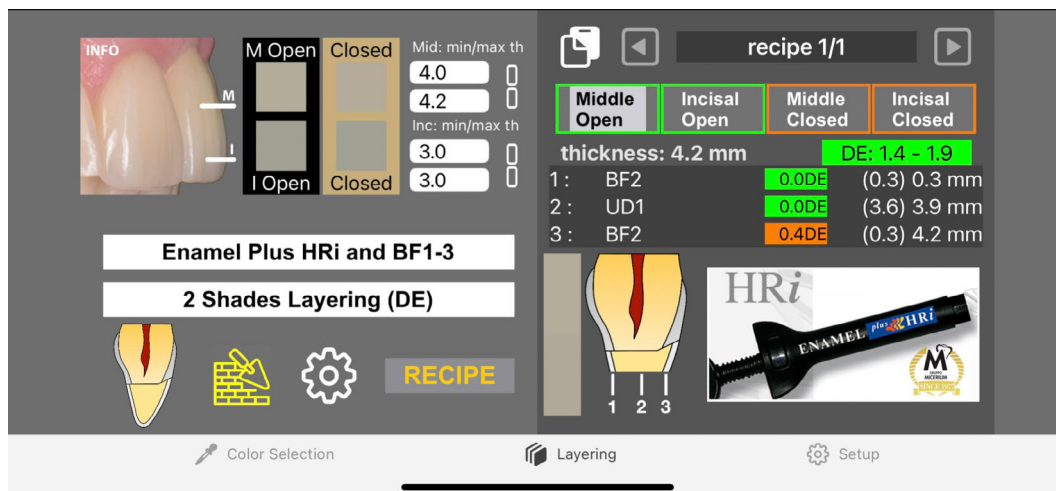 INFO
M
I
M Open Closed
I Open Closed
Mid: min/max th
4.0
4.2
Inc: min/max th
3.0
3.0
Enamel Plus HRi and BF1-3
2 Shades Layering (DE)
RECIPE
recipe 1/1
Middle Open
Incisal Open
Middle Closed
Incisal Closed
thickness: 4.2 mm DE: 1.4 - 1.9
1 : BF2 0.0DE (0.3) 0.3 mm
2 : UD1 0.0DE (3.6) 3.9 mm
3 : BF2 0.4DE (0.3) 4.2 mm
1 2 3
HRi
ENAMEL plus HRi
M
GRUPPO
MICERIUM
Color Selection Layering Setup